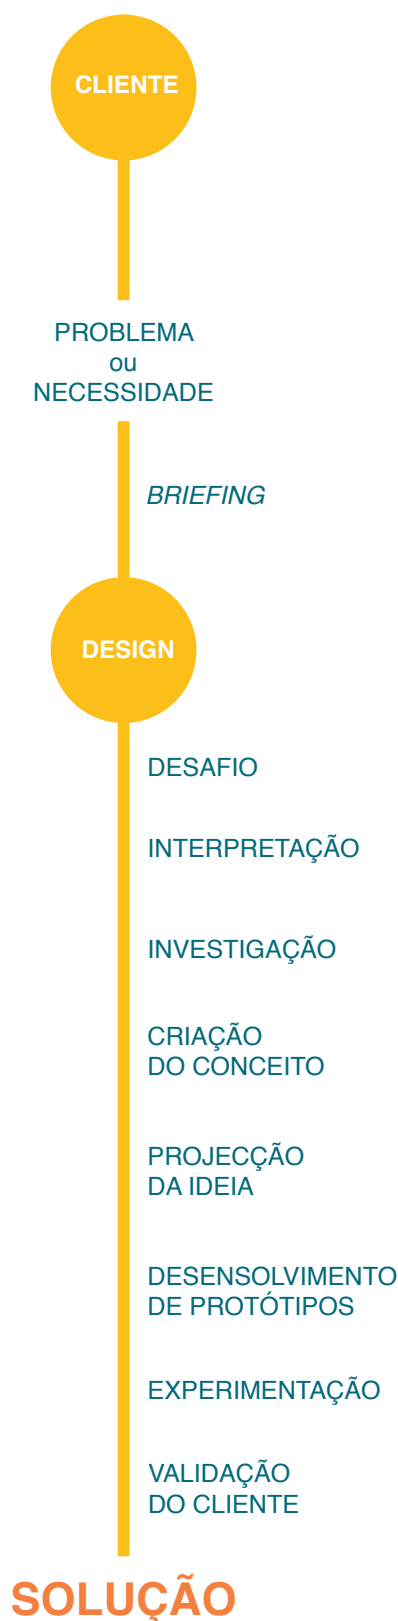 CLIENTE
PROBLEMA
ou
NECESSIDADE
BRIEFING
DESIGN
DESAFIO
INTERPRETAÇÃO
INVESTIGAÇÃO
CRIAÇÃO
DO CONCEITO
PROJECÇÃO
DA IDEIA
DESENSOLVIMENTO
DE PROTÓTIPOS
EXPERIMENTAÇÃO
VALIDAÇÃO
DO CLIENTE
SOLUÇÃO